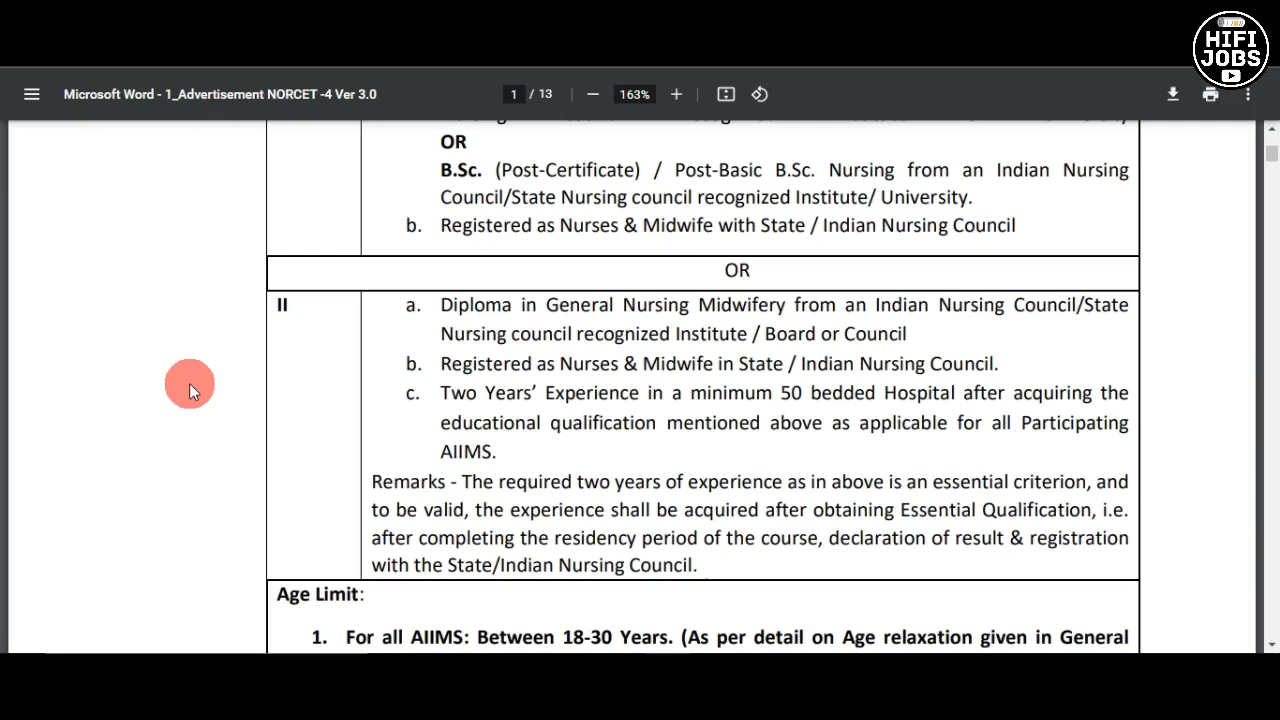 HIFI
JOBS
Microsoft Word - 1_Advertisement NORCET -4 Ver 3.0
1 / 13
163%
OR
B.Sc. (Post-Certificate) / Post-Basic B.Sc. Nursing from an Indian Nursing
Council/State Nursing council recognized Institute/ University.
b. Registered as Nurses & Midwife with State / Indian Nursing Council
OR
II
a. Diploma in General Nursing Midwifery from an Indian Nursing Council/State
Nursing council recognized Institute / Board or Council
b. Registered as Nurses & Midwife in State / Indian Nursing Council.
c. Two Years’ Experience in a minimum 50 bedded Hospital after acquiring the
educational qualification mentioned above as applicable for all Participating
AIIMS.
Remarks - The required two years of experience as in above is an essential criterion, and
to be valid, the experience shall be acquired after obtaining Essential Qualification, i.e.
after completing the residency period of the course, declaration of result & registration
with the State/Indian Nursing Council.
Age Limit:
1. For all AIIMS: Between 18-30 Years. (As per detail on Age relaxation given in General